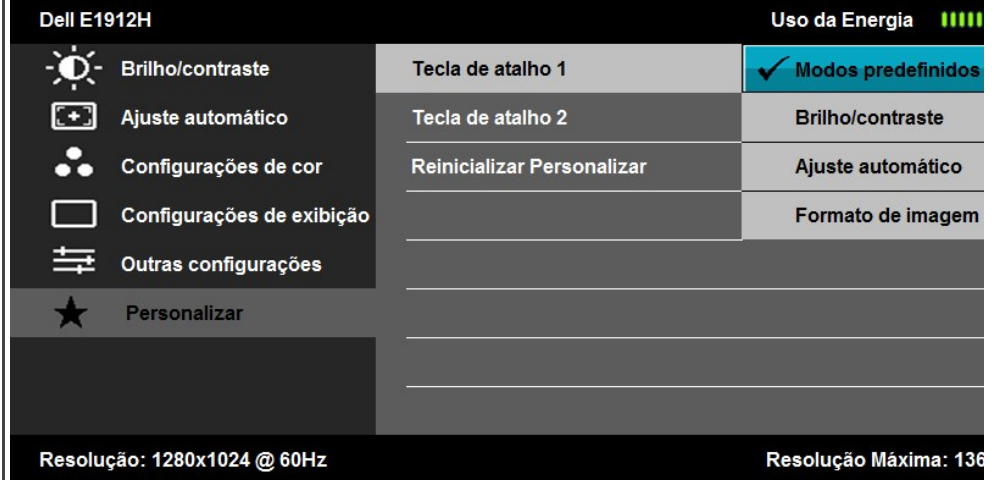 Dell E1912H Uso da Energia
Brilho/contraste Tecla de atalho 1 Modos predefinidos
Ajuste automático Tecla de atalho 2 Brilho/contraste
Configurações de cor Reinicializar Personalizar Ajuste automático
Configurações de exibição Formato de imagem
Outras configurações
Personalizar
Resolução: 1280x1024 @ 60Hz Resolução Máxima: 136